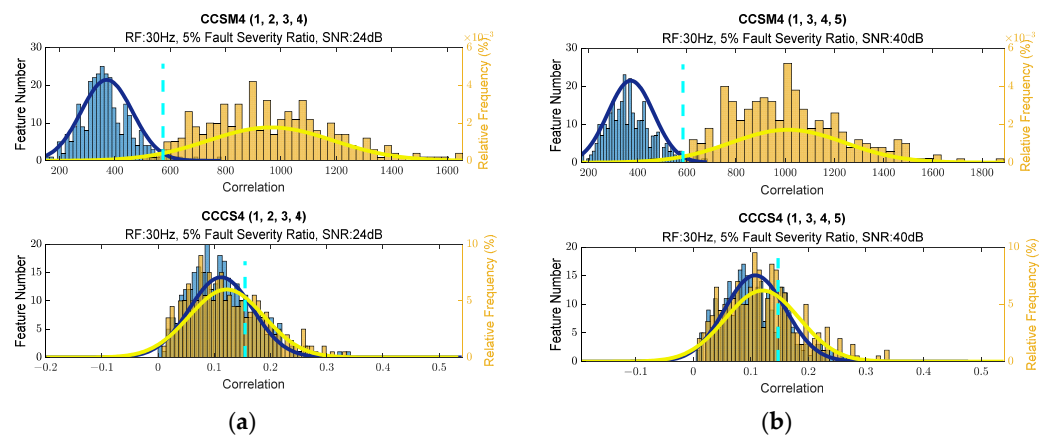 CCSM4 (1, 2, 3, 4)
RF:30Hz, 5% Fault Severity Ratio, SNR:24dB
×10⁻³
30
20
10
0
Feature Number
6
4
2
0
Relative Frequency (%)
200 400 600 800 1000 1200 1400 1600
Correlation
CCSM4 (1, 3, 4, 5)
RF:30Hz, 5% Fault Severity Ratio, SNR:40dB
×10⁻³
30
20
10
0
Feature Number
6
4
2
0
Relative Frequency (%)
200 400 600 800 1000 1200 1400 1600 1800
Correlation
CCCS4 (1, 2, 3, 4)
RF:30Hz, 5% Fault Severity Ratio, SNR:24dB
20
15
10
5
0
Feature Number
10
5
0
Relative Frequency (%)
−0.2 −0.1 0 0.1 0.2 0.3 0.4 0.5
Correlation
CCCS4 (1, 3, 4, 5)
RF:30Hz, 5% Fault Severity Ratio, SNR:40dB
20
15
10
5
0
Feature Number
10
5
0
Relative Frequency (%)
−0.1 0 0.1 0.2 0.3 0.4 0.5
Correlation
(a)
(b)